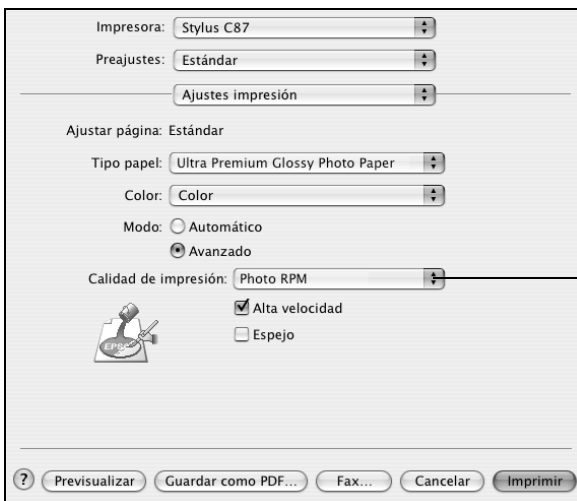 Impresora: Stylus C87
Preajustes: Estándar
Ajustes impresión
Ajustar página: Estándar
Tipo papel: Ultra Premium Glossy Photo Paper
Color: Color
Modo: Automático
Avanzado
Calidad de impresión: Photo RPM
Alta velocidad
Espejo
EPSON
? Previsualizar Guardar como PDF... Fax... Cancelar Imprimir